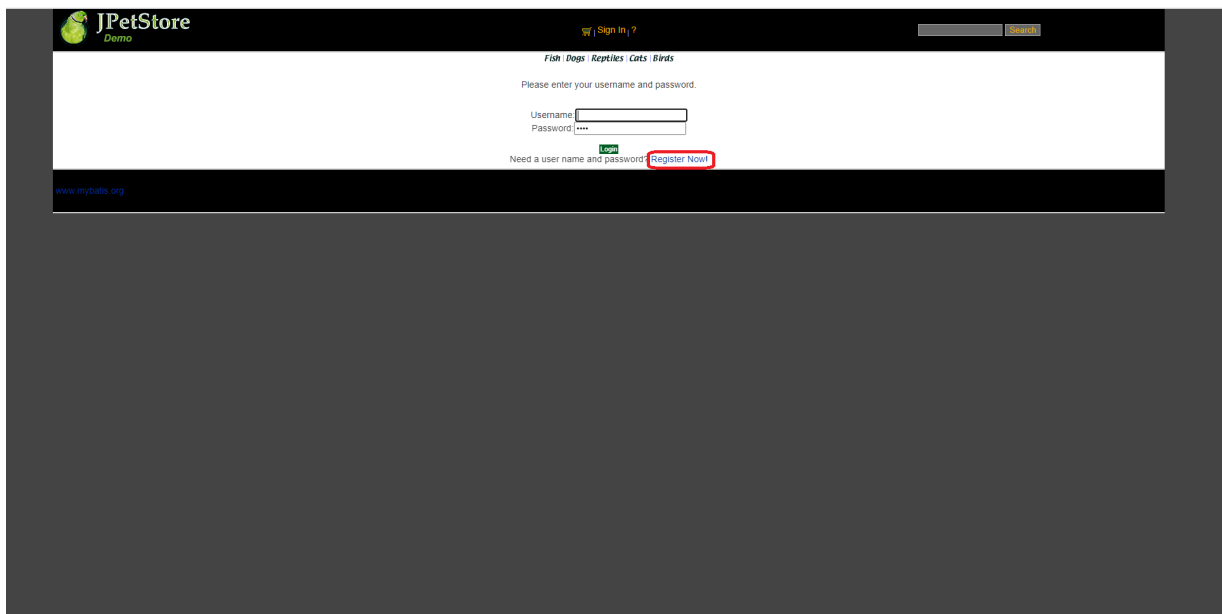 JPetStore
Demo
Sign In | ?
Search
Fish | Dogs | Reptiles | Cats | Birds
Please enter your username and password.
Username:
Password: ····
Login
Need a user name and password? Register Now!
www.mybatis.org